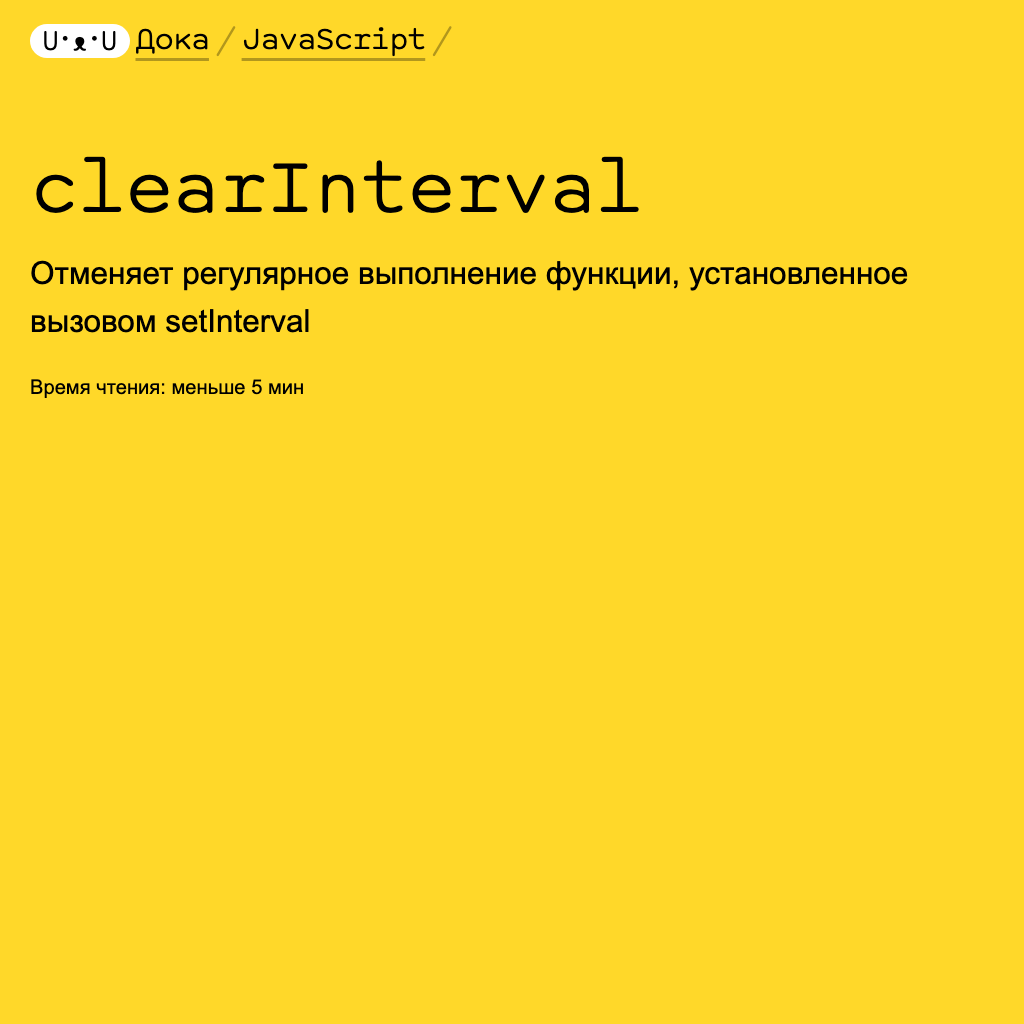 U·ᴥ·U Дока / JavaScript /
clearInterval
Отменяет регулярное выполнение функции, установленное
вызовом setInterval
Время чтения: меньше 5 мин